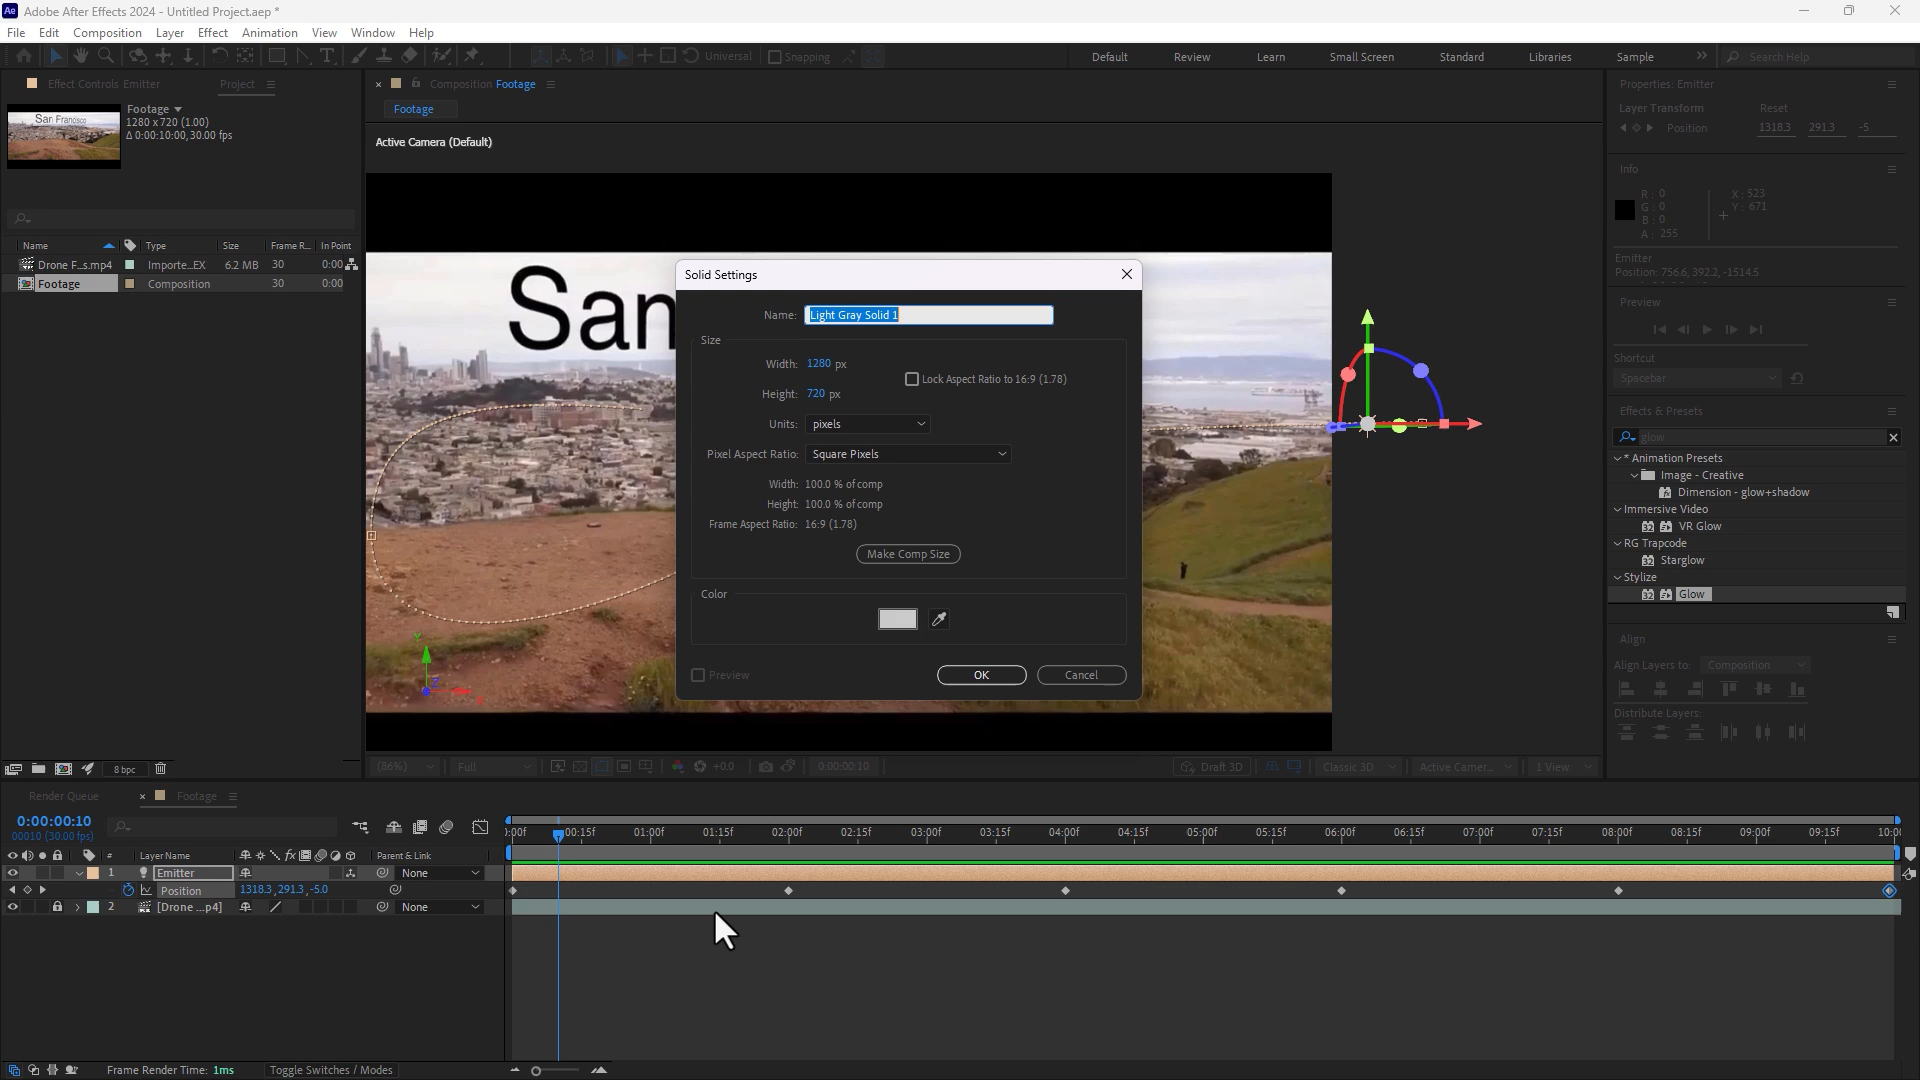 Ae Adobe After Effects 2024 - Untitled Project.aep *
File Edit Composition Layer Effect Animation View Window Help
Universal Snapping Default Review Learn Small Screen Standard Libraries Sample >> Search Help
Effect Controls Emitter Project
Composition Footage
Footage
Footage
1280 x 720 (1.00)
Δ 0:00:10:00, 30.00 fps
San Francisco
Active Camera (Default)
San
Name Type Size Frame R... In Point
Drone F...s.mp4 Importe...EX 6.2 MB 30 0:00
Footage Composition 30 0:00
8 bpc
Solid Settings
Name: Light Gray Solid 1
Size
Width: 1280 px
Lock Aspect Ratio to 16:9 (1.78)
Height: 720 px
Units: pixels
Pixel Aspect Ratio: Square Pixels
Width: 100.0 % of comp
Height: 100.0 % of comp
Frame Aspect Ratio: 16:9 (1.78)
Make Comp Size
Color
Preview OK Cancel
Properties: Emitter
Layer Transform Reset
Position 1318.3 291.3 -5
Info
R: 0
G: 0
B: 0
A: 255
X: 523
Y: 671
Emitter
Position: 756.6, 392.2, -1514.5
Preview
Shortcut
Spacebar
Effects & Presets
glow
* Animation Presets
Image - Creative
Dimension - glow+shadow
Immersive Video
VR Glow
RG Trapcode
Starglow
Stylize
Glow
Align
Align Layers to: Composition
Distribute Layers:
(86%) Full +0.0 0:00:00:10 Draft 3D Classic 3D Active Camer... 1 View
Render Queue Footage
0:00:00:10
00010 (30.00 fps)
:00f 00:15f 01:00f 01:15f 02:00f 02:15f 03:00f 03:15f 04:00f 04:15f 05:00f 05:15f 06:00f 06:15f 07:00f 07:15f 08:00f 08:15f 09:00f 09:15f 10:00
# Layer Name fx Parent & Link
1 Emitter None
Position 1318.3, 291.3, -5.0
2 [Drone ...p4] None
Frame Render Time: 1ms Toggle Switches / Modes